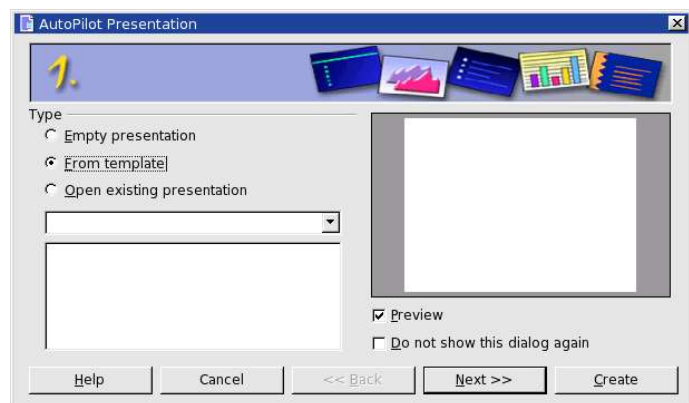 AutoPilot Presentation
1.
Type
Empty presentation
From template
Open existing presentation
Preview
Do not show this dialog again
Help
Cancel
<< Back
Next >>
Create